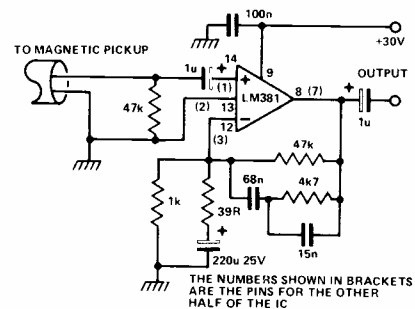 100n
TO MAGNETIC PICKUP
+30V
1u + 14
9
+
(1)
LM381
8 (7)
+ OUTPUT
47k
(2) 13
12 −
(3)
1u
47k
68n 4k7
1k
39R
+
15n
220u 25V
THE NUMBERS SHOWN IN BRACKETS
ARE THE PINS FOR THE OTHER
HALF OF THE IC